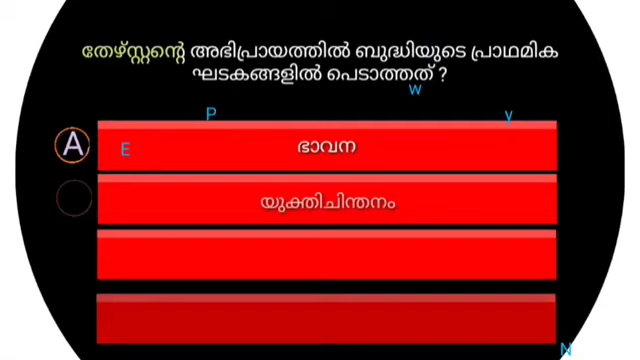 തേഴ്സ്റ്റന്റെ അഭിപ്രായത്തിൽ ബുദ്ധിയുടെ പ്രാഥമിക
ഘടകങ്ങളിൽ പെടാത്തത് ?
W
P
V
A
E
ഭാവന
യുക്തിചിന്തനം
N